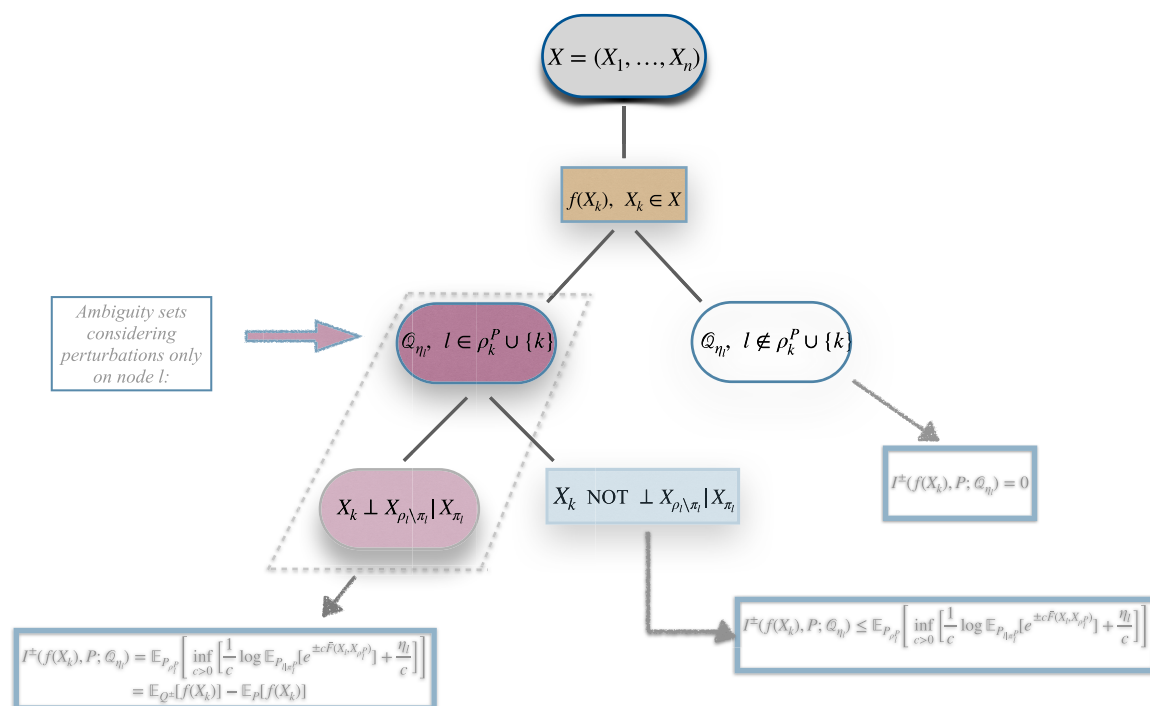 X = (X_1, …, X_n)
f(X_k), X_k ∈ X
Ambiguity sets
considering
perturbations only
on node l:
𝒬_{η_l}, l ∈ ρ_k^P ∪ {k}
𝒬_{η_l}, l ∉ ρ_k^P ∪ {k}
X_k ⊥ X_{ρ_l\π_l} | X_{π_l}
X_k NOT ⊥ X_{ρ_l\π_l} | X_{π_l}
I^±(f(X_k), P; 𝒬_{η_l}) = 0
I^±(f(X_k), P; 𝒬_{η_l}) = 𝔼_{P_{ρ_l^P}}[ inf_{c>0} [ 1/c log 𝔼_{P_{l|π_l^P}}[e^{±cF̄(X_l, X_{ρ_l^P})}] + η_l/c ] ]
= 𝔼_{Q^±}[f(X_k)] − 𝔼_P[f(X_k)]
I^±(f(X_k), P; 𝒬_{η_l}) ≤ 𝔼_{P_{ρ_l^P}}[ inf_{c>0} [ 1/c log 𝔼_{P_{l|π_l^P}}[e^{±cF̄(X_l, X_{ρ_l^P})}] + η_l/c ] ]